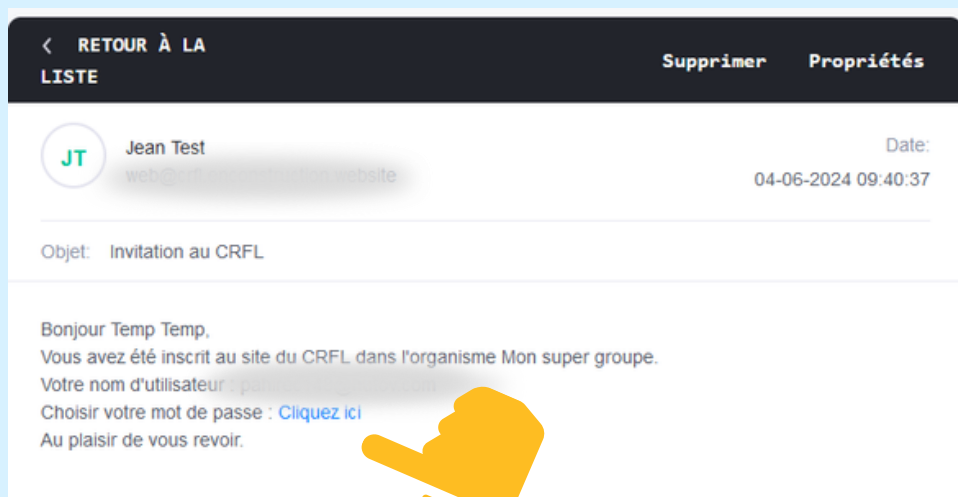 < RETOUR À LA
LISTE
Supprimer Propriétés
JT
Jean Test
Date:
04-06-2024 09:40:37
Objet: Invitation au CRFL
Bonjour Temp Temp,
Vous avez été inscrit au site du CRFL dans l'organisme Mon super groupe.
Votre nom d'utilisateur :
Choisir votre mot de passe : Cliquez ici
Au plaisir de vous revoir.